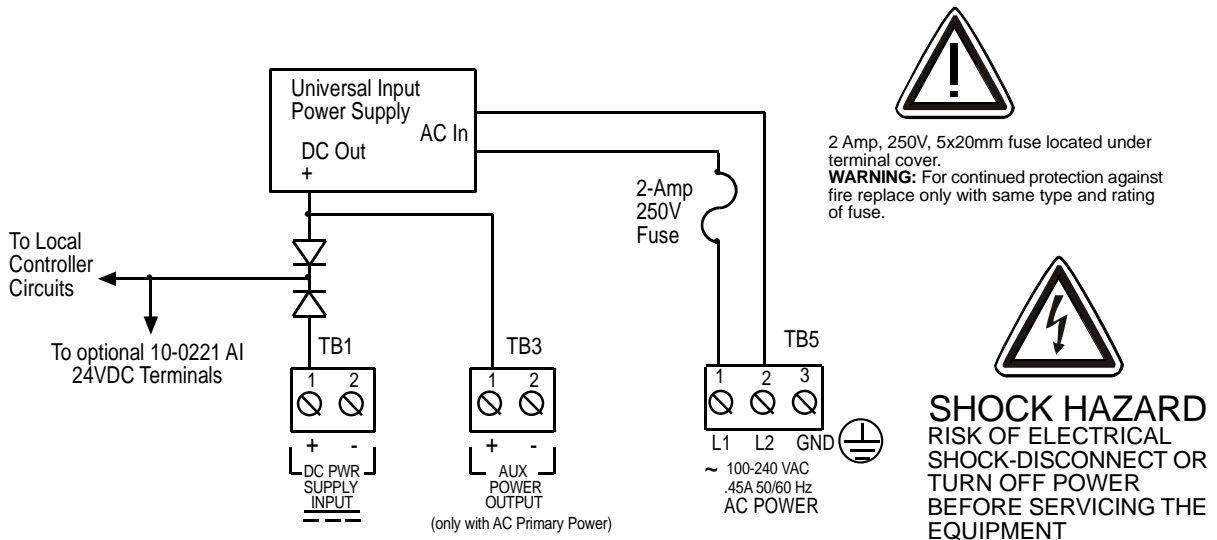 Universal Input
Power Supply
AC In
DC Out
+
2-Amp
250V
Fuse
To Local
Controller
Circuits
To optional 10-0221 AI
24VDC Terminals
TB1
1 2
+ -
DC PWR
SUPPLY
INPUT
TB3
1 2
+ -
AUX
POWER
OUTPUT
(only with AC Primary Power)
TB5
1 2 3
L1 L2 GND
~ 100-240 VAC
.45A 50/60 Hz
AC POWER
!
2 Amp, 250V, 5x20mm fuse located under
terminal cover.
WARNING: For continued protection against
fire replace only with same type and rating
of fuse.
SHOCK HAZARD
RISK OF ELECTRICAL
SHOCK-DISCONNECT OR
TURN OFF POWER
BEFORE SERVICING THE
EQUIPMENT